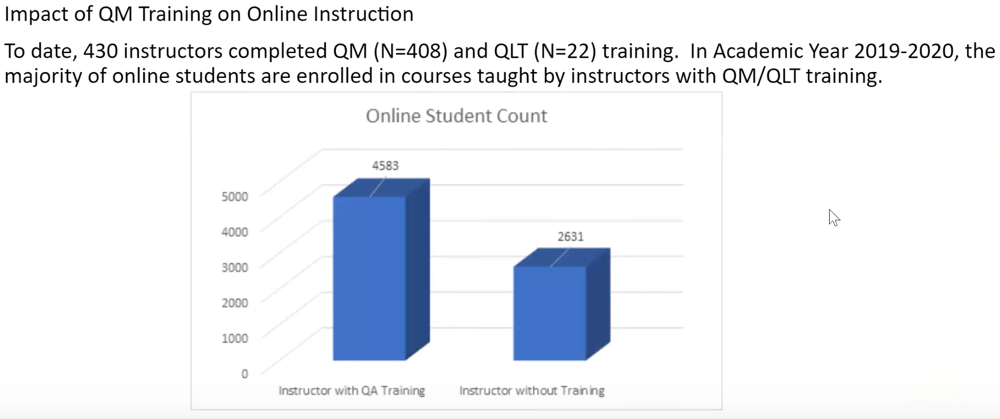 Impact of QM Training on Online Instruction
To date, 430 instructors completed QM (N=408) and QLT (N=22) training.  In Academic Year 2019-2020, the
majority of online students are enrolled in courses taught by instructors with QM/QLT training.
Online Student Count
4583
5000
4000
2631
3000
2000
1000
0
Instructor with QA Training
Instructor without Training